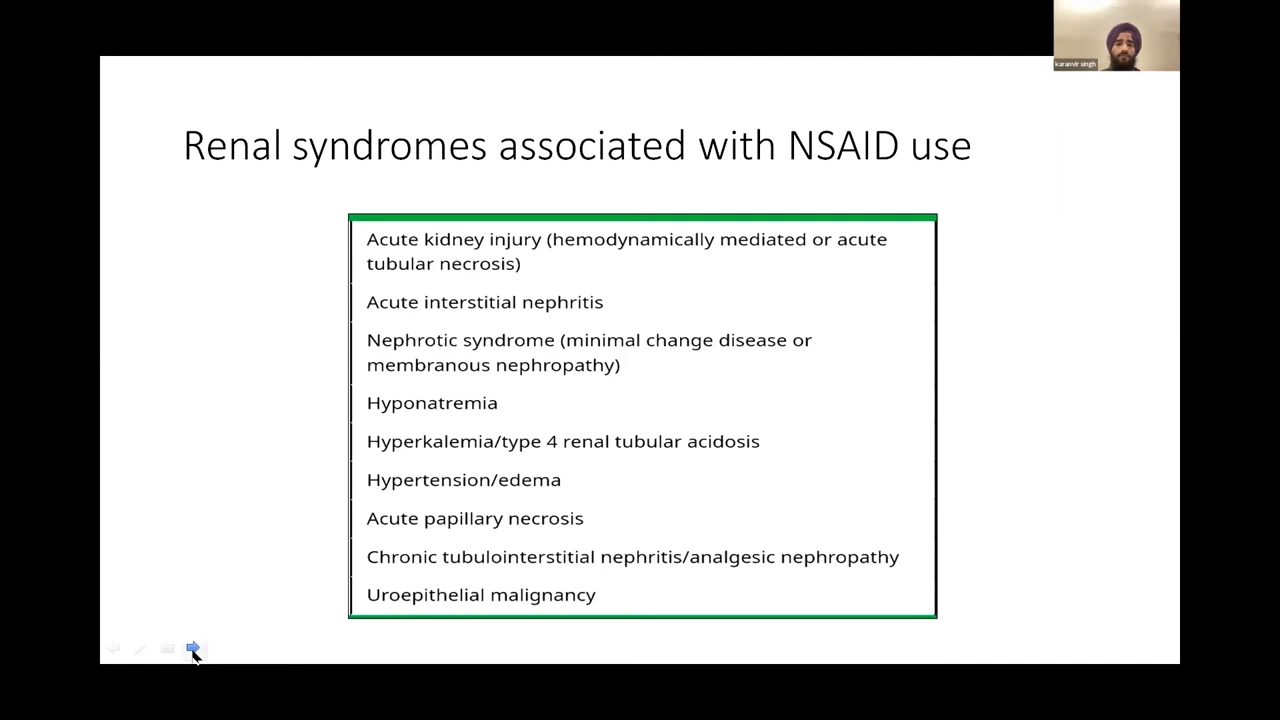 karanvir singh
Renal syndromes associated with NSAID use
Acute kidney injury (hemodynamically mediated or acute
tubular necrosis)
Acute interstitial nephritis
Nephrotic syndrome (minimal change disease or
membranous nephropathy)
Hyponatremia
Hyperkalemia/type 4 renal tubular acidosis
Hypertension/edema
Acute papillary necrosis
Chronic tubulointerstitial nephritis/analgesic nephropathy
Uroepithelial malignancy